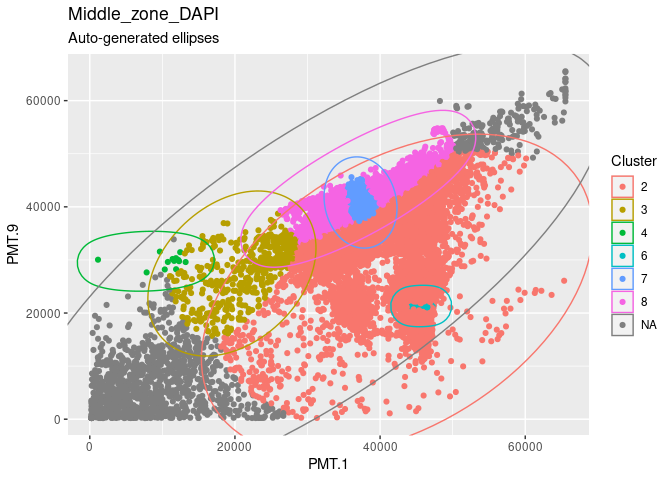 Middle_zone_DAPI
Auto-generated ellipses
60000
40000
20000
0
PMT.9
0
20000
40000
60000
PMT.1
Cluster
2
3
4
6
7
8
NA